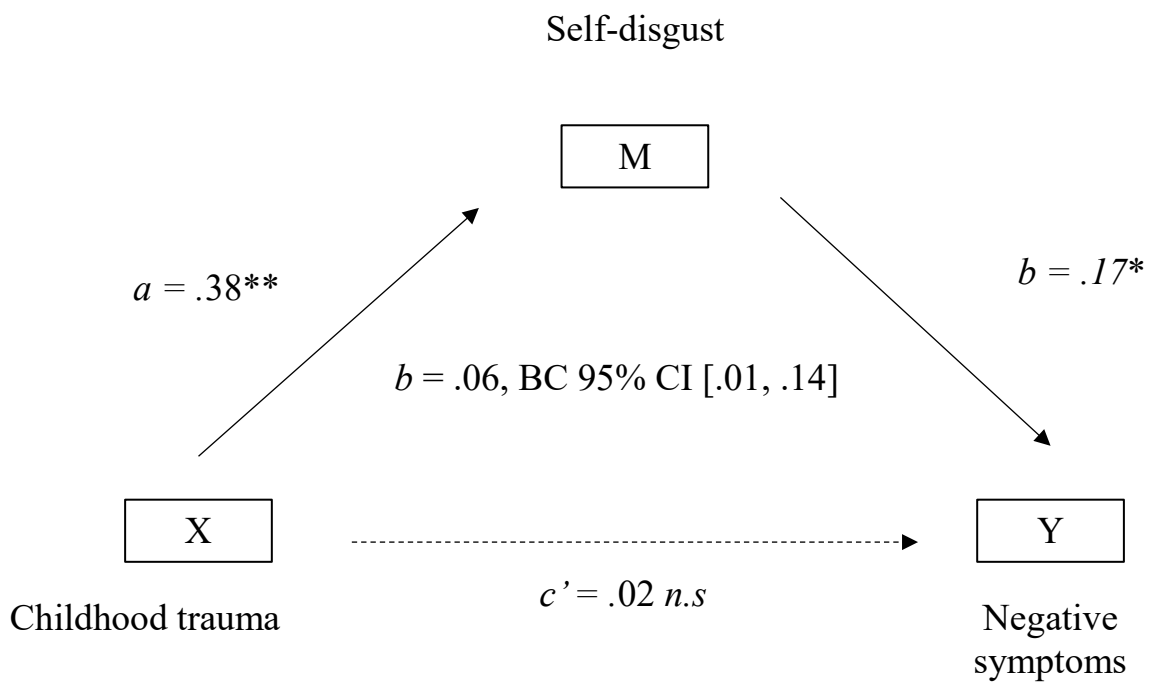 Self-disgust
M
a = .38**
b = .17*
b = .06, BC 95% CI [.01, .14]
X
Y
c’ = .02 n.s
Childhood trauma
Negative
symptoms